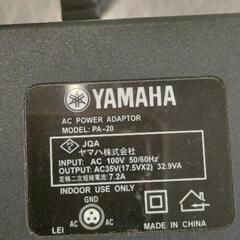 YAMAHA
AC POWER ADAPTOR
MODEL: PA-20
JQA
ヤマハ株式会社
INPUT: AC 100V 50/60Hz
OUTPUT: AC35V(17.5VX2) 32.9VA
定格二次短絡電流: 7.2A
INDOOR USE ONLY
GND
LEI
AC AC
MADE IN CHINA